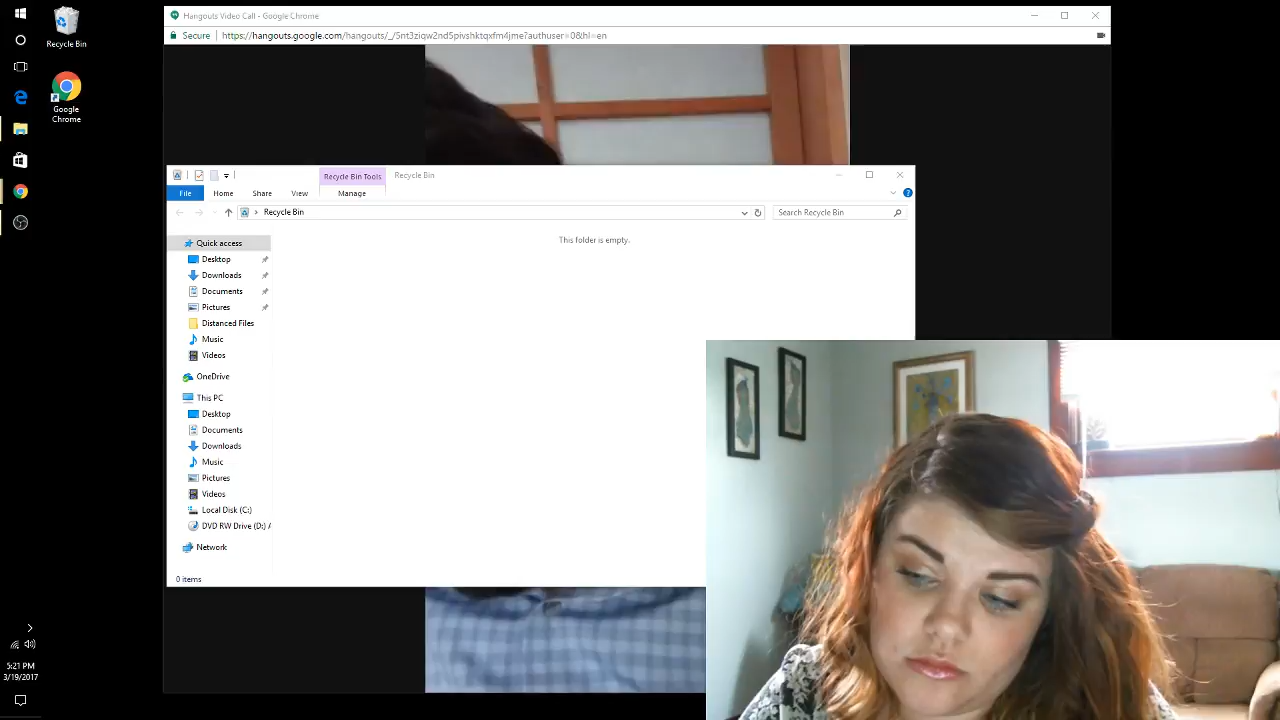 Recycle Bin
Google
Chrome
Hangouts Video Call - Google Chrome
Secure
https://hangouts.google.com/hangouts/_/5nt3ziqw2nd5pivshktqxfm4jme?authuser=0&hl=en
Recycle Bin Tools
Recycle Bin
File
Home
Share
View
Manage
Recycle Bin
Search Recycle Bin
This folder is empty.
Quick access
Desktop
Downloads
Documents
Pictures
Distanced Files
Music
Videos
OneDrive
This PC
Desktop
Documents
Downloads
Music
Pictures
Videos
Local Disk (C:)
DVD RW Drive (D:) A
Network
0 items
5:21 PM
3/19/2017